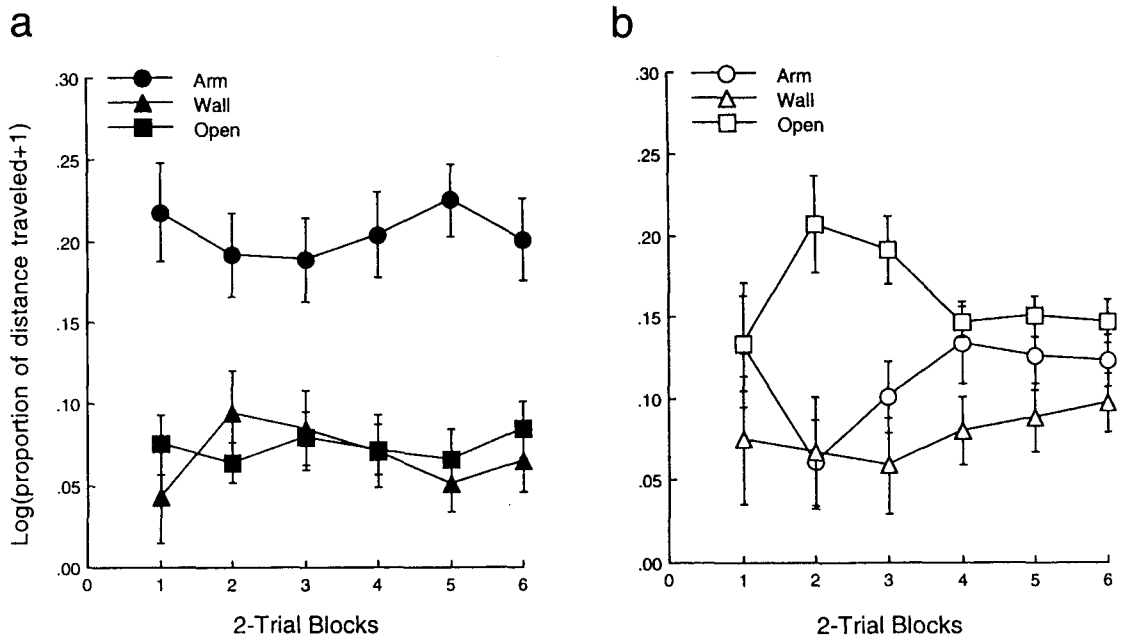 a
Arm
Wall
Open
.30
.25
.20
.15
.10
.05
.00
0 1 2 3 4 5 6
2-Trial Blocks
Log(proportion of distance traveled+1)
b
Arm
Wall
Open
.30
.25
.20
.15
.10
.05
.00
0 1 2 3 4 5 6
2-Trial Blocks